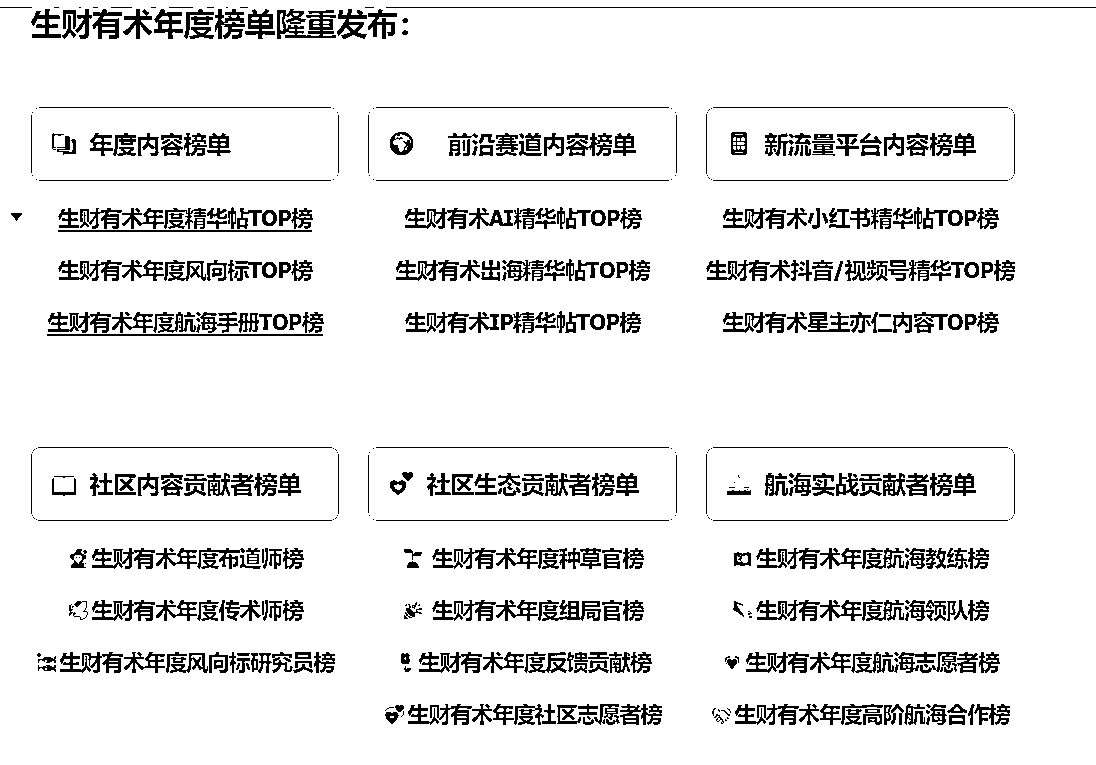 生财有术年度榜单隆重发布：
年度内容榜单
生财有术年度精华帖TOP榜
生财有术年度风向标TOP榜
生财有术年度航海手册TOP榜
前沿赛道内容榜单
生财有术AI精华帖TOP榜
生财有术出海精华帖TOP榜
生财有术IP精华帖TOP榜
新流量平台内容榜单
生财有术小红书精华帖TOP榜
生财有术抖音/视频号精华TOP榜
生财有术星主亦仁内容TOP榜
社区内容贡献者榜单
生财有术年度布道师榜
生财有术年度传术师榜
生财有术年度风向标研究员榜
社区生态贡献者榜单
生财有术年度种草官榜
生财有术年度组局官榜
生财有术年度反馈贡献榜
生财有术年度社区志愿者榜
航海实战贡献者榜单
生财有术年度航海教练榜
生财有术年度航海领队榜
生财有术年度航海志愿者榜
生财有术年度高阶航海合作榜